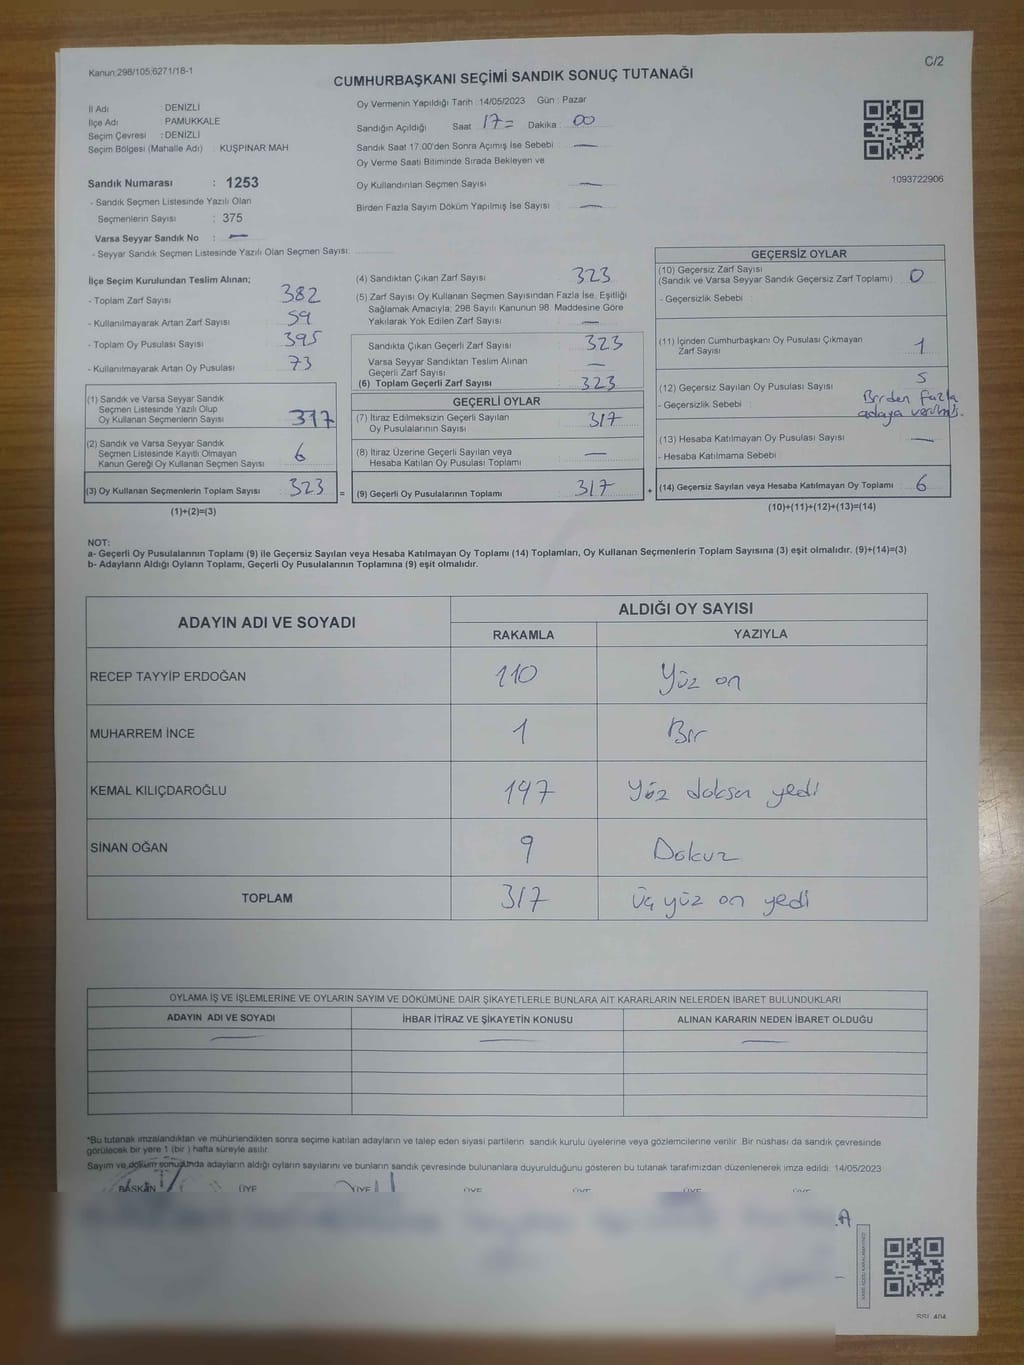 Kanun:298/105;6271/18-1
C/2
CUMHURBAŞKANI SEÇİMİ SANDIK SONUÇ TUTANAĞI
İl Adı : DENİZLİ
İlçe Adı : PAMUKKALE
Seçim Çevresi : DENİZLİ
Seçim Bölgesi (Mahalle Adı) : KUŞPINAR MAH
Sandık Numarası : 1253
- Sandık Seçmen Listesinde Yazılı Olan
Seçmenlerin Sayısı : 375
Varsa Seyyar Sandık No : —
- Seyyar Sandık Seçmen Listesinde Yazılı Olan Seçmen Sayısı:
Oy Vermenin Yapıldığı Tarih : 14/05/2023 Gün : Pazar
Sandığın Açıldığı Saat 17= Dakika : 00
Sandık Saat 17:00'den Sonra Açımış İse Sebebi : —
Oy Verme Saati Bitiminde Sırada Bekleyen ve
Oy Kullandırılan Seçmen Sayısı —
Birden Fazla Sayım Döküm Yapılmış İse Sayısı : —
1093722906
İlçe Seçim Kurulundan Teslim Alınan;
- Toplam Zarf Sayısı : 382
- Kullanılmayarak Artan Zarf Sayısı : 59
- Toplam Oy Pusulası Sayısı : 395
- Kullanılmayarak Artan Oy Pusulası : 73
(1) Sandık ve Varsa Seyyar Sandık
Seçmen Listesinde Yazılı Olup
Oy Kullanan Seçmenlerin Sayısı : 317
(2) Sandık ve Varsa Seyyar Sandık
Seçmen Listesinde Kayıtlı Olmayan
Kanun Gereği Oy Kullanan Seçmen Sayısı : 6
(3) Oy Kullanan Seçmenlerin Toplam Sayısı : 323
(1)+(2)=(3)
(4) Sandıktan Çıkan Zarf Sayısı : 323
(5) Zarf Sayısı Oy Kullanan Seçmen Sayısından Fazla İse, Eşitliği
Sağlamak Amacıyla; 298 Sayılı Kanunun 98. Maddesine Göre
Yakılarak Yok Edilen Zarf Sayısı : —
Sandıkta Çıkan Geçerli Zarf Sayısı : 323
Varsa Seyyar Sandıktan Teslim Alınan
Geçerli Zarf Sayısı : —
(6) Toplam Geçerli Zarf Sayısı : 323
GEÇERLİ OYLAR
(7) İtiraz Edilmeksizin Geçerli Sayılan
Oy Pusulalarının Sayısı : 317
(8) İtiraz Üzerine Geçerli Sayılan veya
Hesaba Katılan Oy Pusulası Toplamı : —
= (9) Geçerli Oy Pusulalarının Toplamı : 317 +
GEÇERSİZ OYLAR
(10) Geçersiz Zarf Sayısı
(Sandık ve Varsa Seyyar Sandık Geçersiz Zarf Toplamı) : 0
- Geçersizlik Sebebi :
(11) İçinden Cumhurbaşkanı Oy Pusulası Çıkmayan
Zarf Sayısı : 1
(12) Geçersiz Sayılan Oy Pusulası Sayısı : 5
- Geçersizlik Sebebi : Birden fazla
adaya verilmiş.
(13) Hesaba Katılmayan Oy Pusulası Sayısı : —
- Hesaba Katılmama Sebebi :
(14) Geçersiz Sayılan veya Hesaba Katılmayan Oy Toplamı : 6
(10)+(11)+(12)+(13)=(14)
NOT:
a- Geçerli Oy Pusulalarının Toplamı (9) ile Geçersiz Sayılan veya Hesaba Katılmayan Oy Toplamı (14) Toplamları, Oy Kullanan Seçmenlerin Toplam Sayısına (3) eşit olmalıdır. (9)+(14)=(3)
b- Adayların Aldığı Oyların Toplamı, Geçerli Oy Pusulalarının Toplamına (9) eşit olmalıdır.
ADAYIN ADI VE SOYADI
ALDIĞI OY SAYISI
RAKAMLA YAZIYLA
RECEP TAYYİP ERDOĞAN 110 Yüz on
MUHARREM İNCE 1 Bir
KEMAL KILIÇDAROĞLU 197 Yüz doksan yedi
SİNAN OĞAN 9 Dokuz
TOPLAM 317 üç yüz on yedi
OYLAMA İŞ VE İŞLEMLERİNE VE OYLARIN SAYIM VE DÖKÜMÜNE DAİR ŞİKAYETLERLE BUNLARA AİT KARARLARIN NELERDEN İBARET BULUNDUKLARI
ADAYIN ADI VE SOYADI İHBAR İTİRAZ VE ŞİKAYETİN KONUSU ALINAN KARARIN NEDEN İBARET OLDUĞU
— — —
*Bu tutanak imzalandıktan ve mühürlendikten sonra seçime katılan adayların ve talep eden siyasi partilerin sandık kurulu üyelerine veya gözlemcilerine verilir. Bir nüshası da sandık çevresinde
görülecek bir yere 1 (bir) hafta süreyle asılır.
Sayım ve döküm sonuçunda adayların aldığı oyların sayılarını ve bunların sandık çevresinde bulunanlara duyurulduğunu gösteren bu tutanak tarafımızdan düzenlenerek imza edildi. 14/05/2023
BAŞKAN ÜYE ÜYE ÜYE ÜYE ÜYE ÜYE